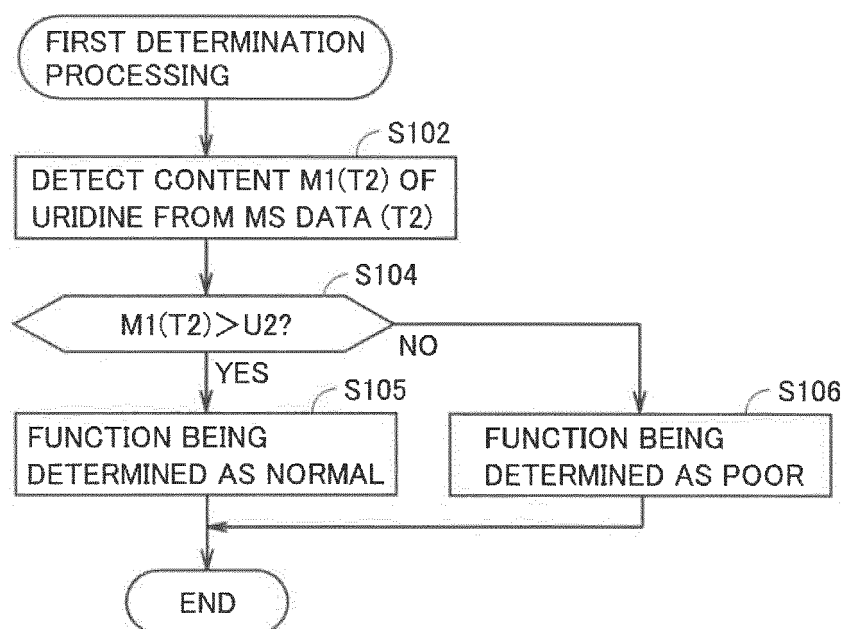 FIRST DETERMINATION
PROCESSING
S102
DETECT CONTENT M1(T2) OF
URIDINE FROM MS DATA (T2)
S104
M1(T2)>U2?
NO
YES
S105
FUNCTION BEING
DETERMINED AS NORMAL
S106
FUNCTION BEING
DETERMINED AS POOR
END